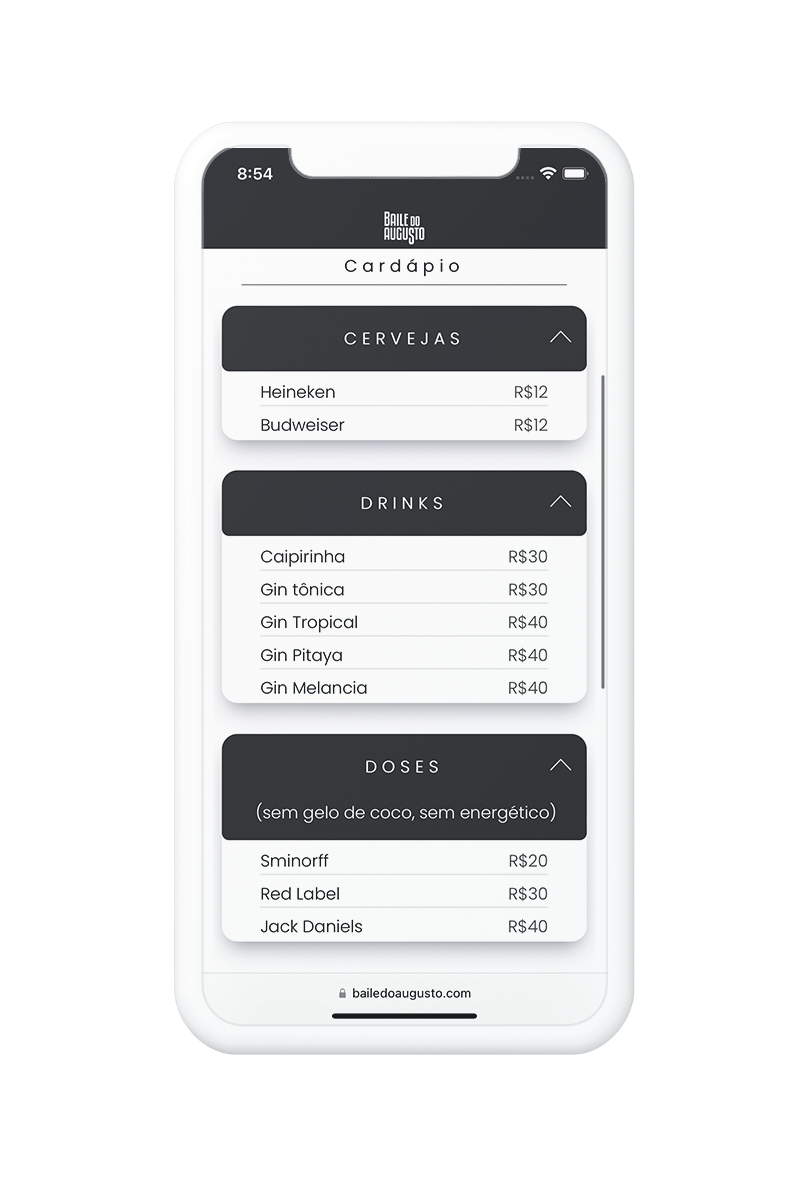 8:54
BAILE DO
AUGUSTO
Cardápio
CERVEJAS
Heineken R$12
Budweiser R$12
DRINKS
Caipirinha R$30
Gin tônica R$30
Gin Tropical R$40
Gin Pitaya R$40
Gin Melancia R$40
DOSES
(sem gelo de coco, sem energético)
Sminorff R$20
Red Label R$30
Jack Daniels R$40
bailedoaugusto.com